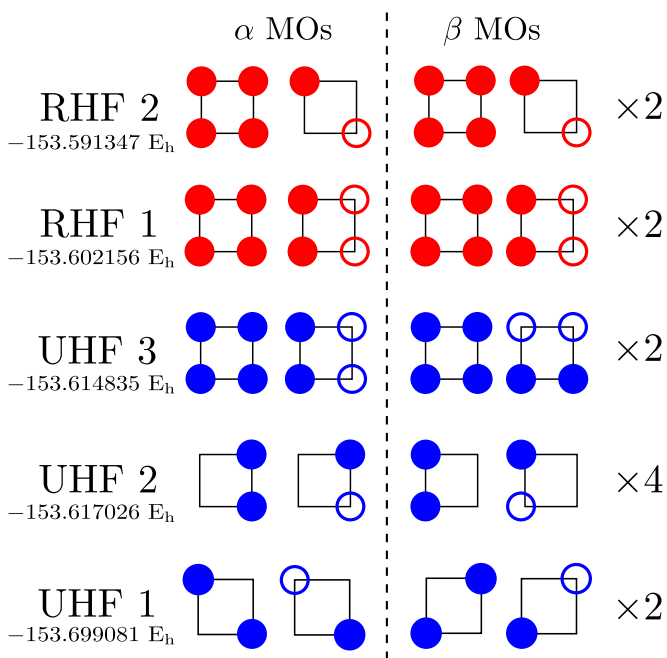 α MOs β MOs
RHF 2 ×2
−153.591347 Eₕ
RHF 1 ×2
−153.602156 Eₕ
UHF 3 ×2
−153.614835 Eₕ
UHF 2 ×4
−153.617026 Eₕ
UHF 1 ×2
−153.699081 Eₕ